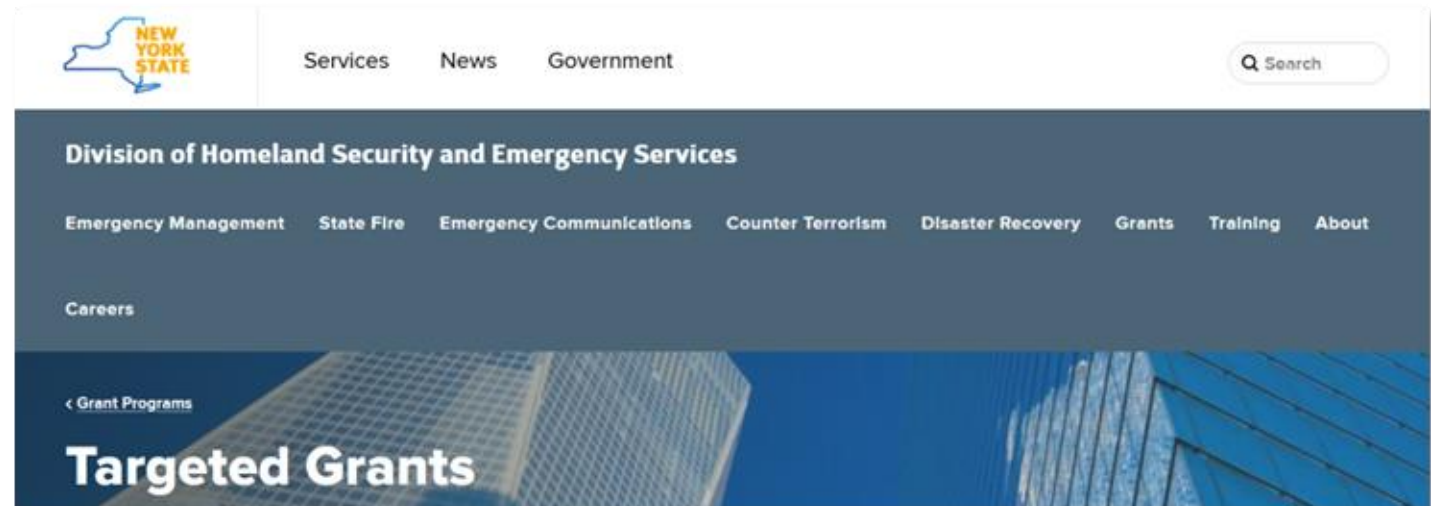 NEW
YORK
STATE
Services News Government
Search
Division of Homeland Security and Emergency Services
Emergency Management State Fire Emergency Communications Counter Terrorism Disaster Recovery Grants Training About
Careers
< Grant Programs
Targeted Grants